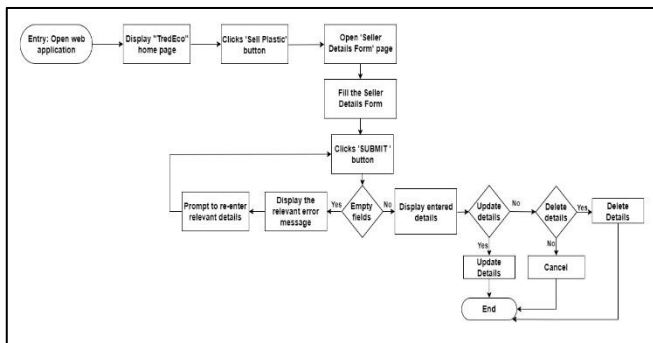 Entry: Open web
application
Display "TredEco"
home page
Clicks 'Sell Plastic'
button
Open 'Seller
Details Form' page
Fill the Seller
Details Form
Clicks 'SUBMIT '
button
Prompt to re-enter
relevant details
Display the
relevant error
message
Yes
Empty
fields
No
Display entered
details
Update
details
No
Delete
details
Yes
Delete
Details
Yes
No
Update
Details
Cancel
End